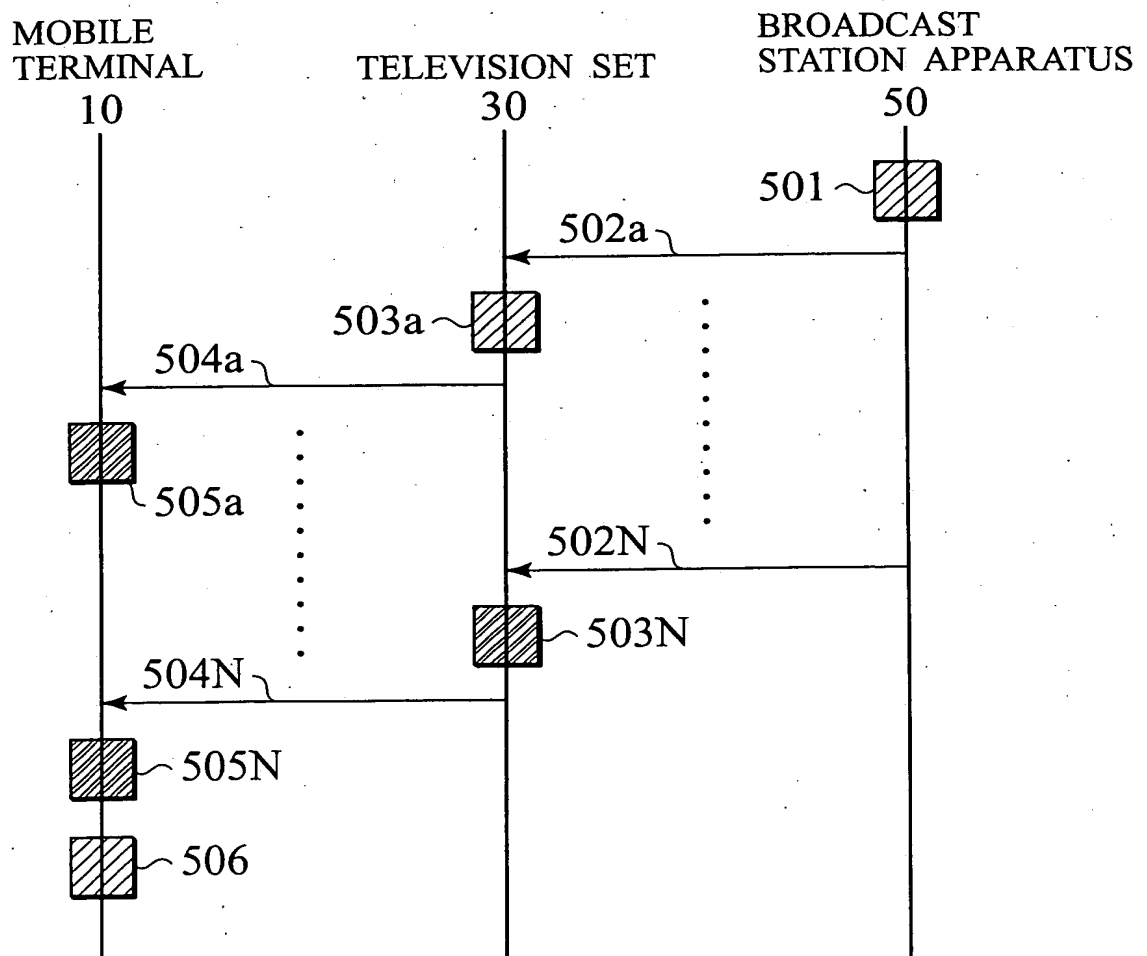 MOBILE
TERMINAL
10
TELEVISION SET
30
BROADCAST
STATION APPARATUS
50
501
502a
503a
504a
505a
502N
503N
504N
505N
506